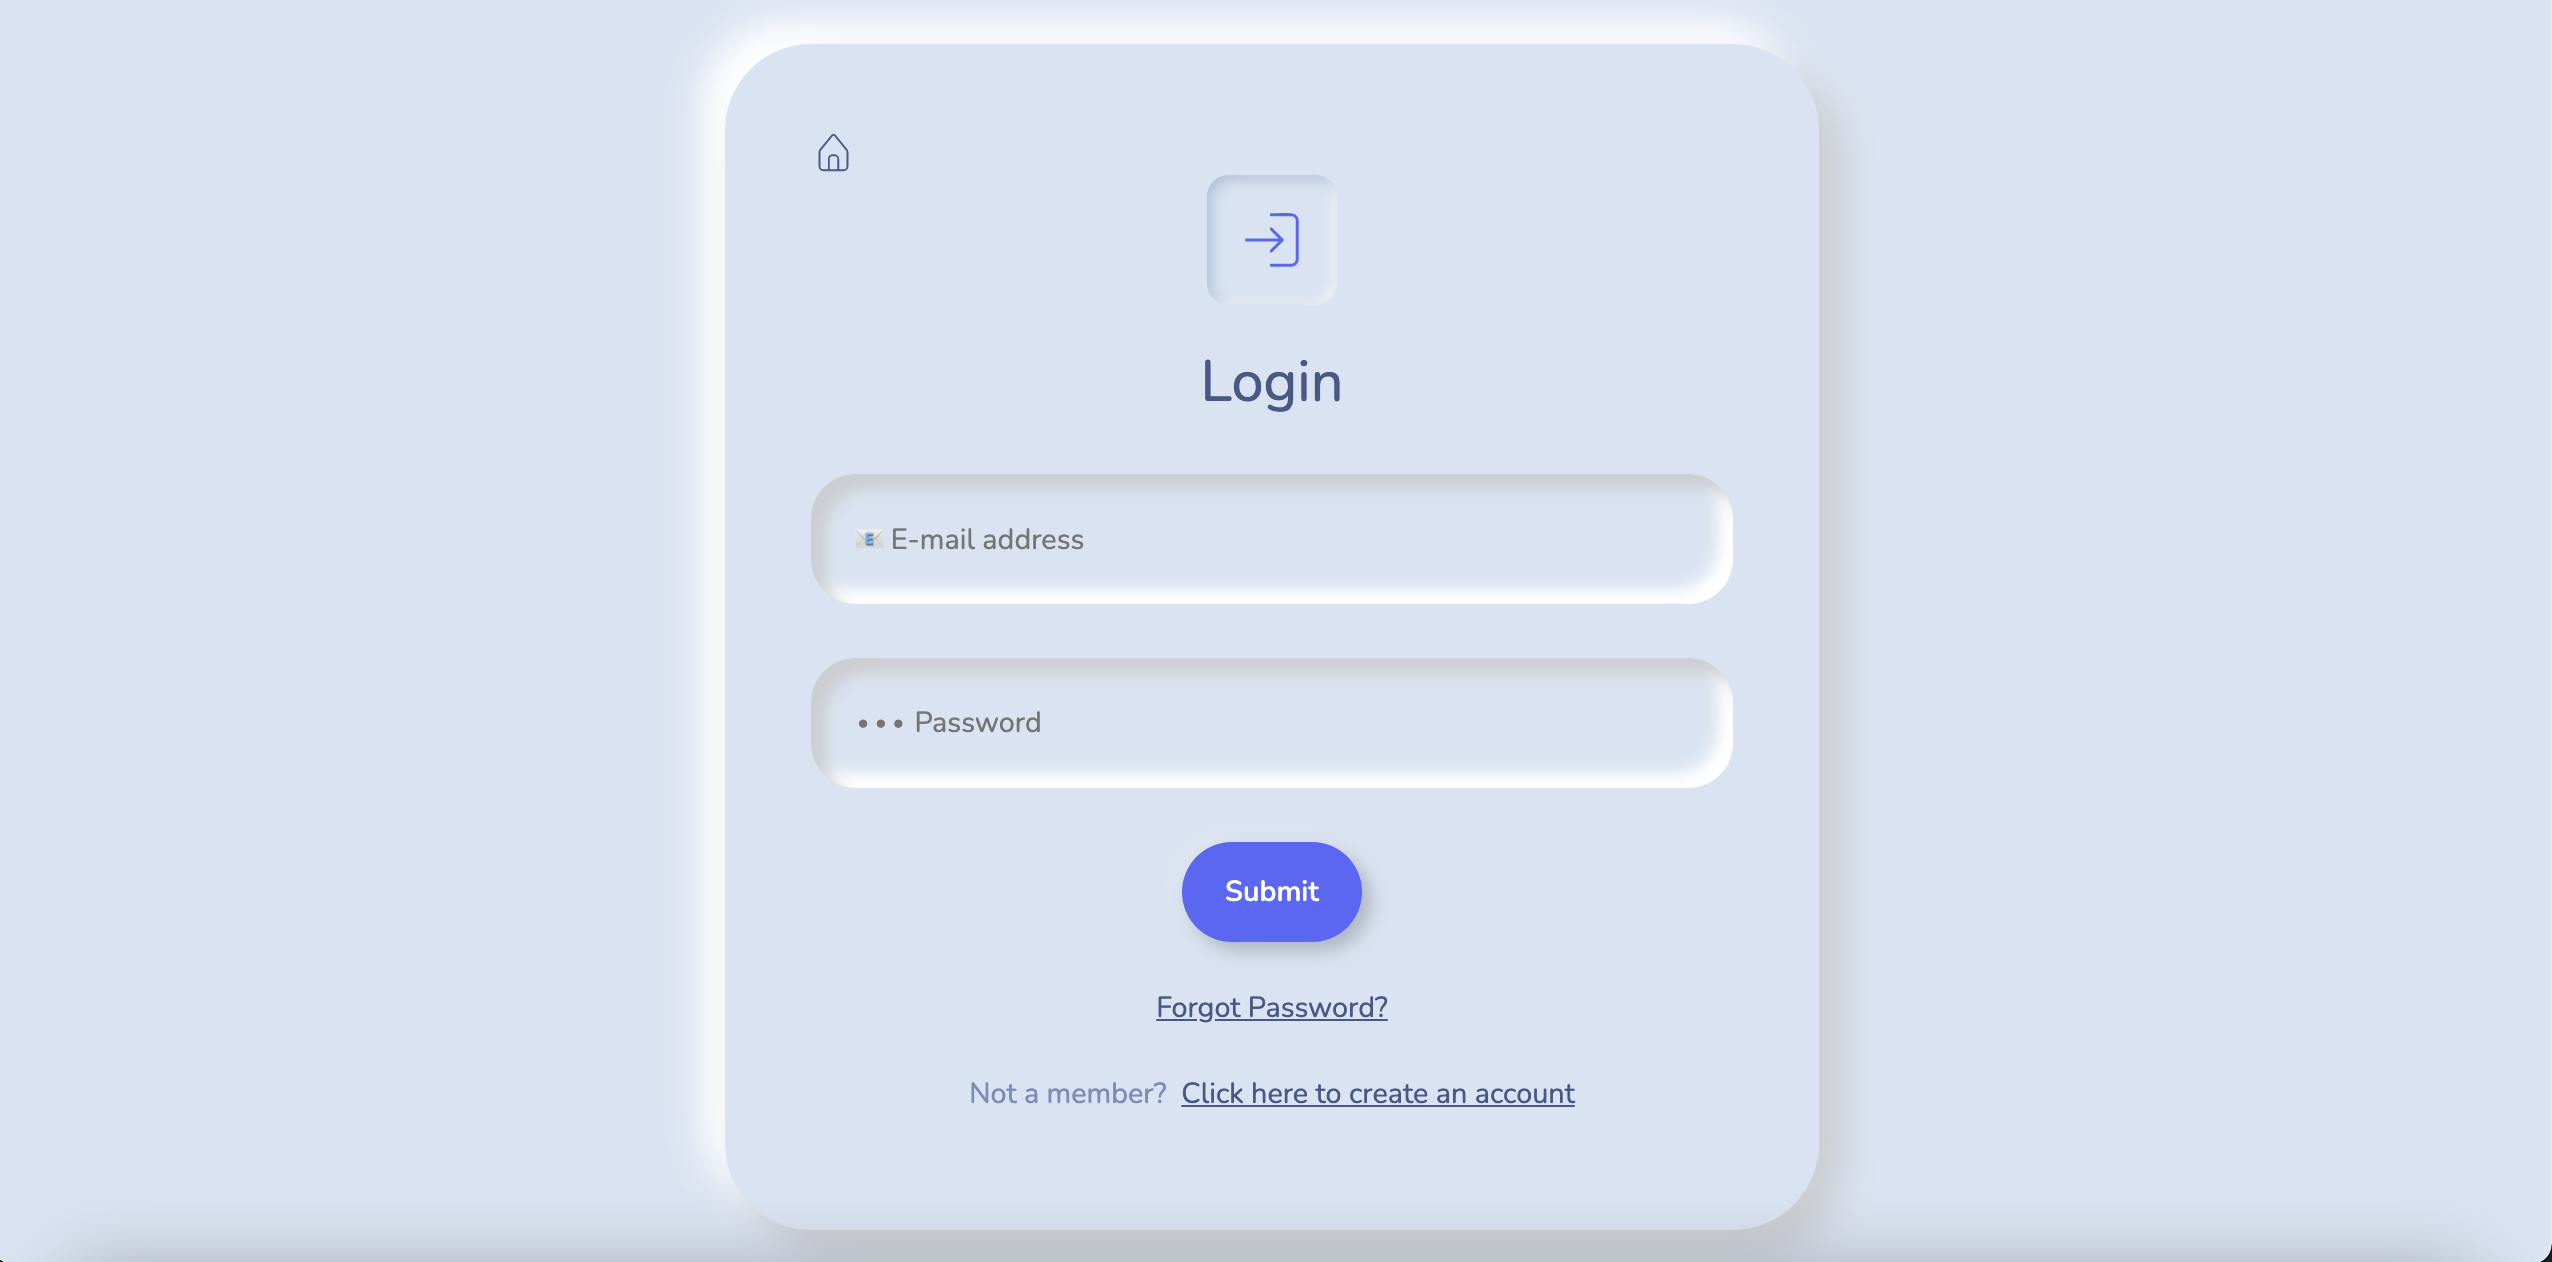 Login
📧 E-mail address
••• Password
Submit
Forgot Password?
Not a member? Click here to create an account